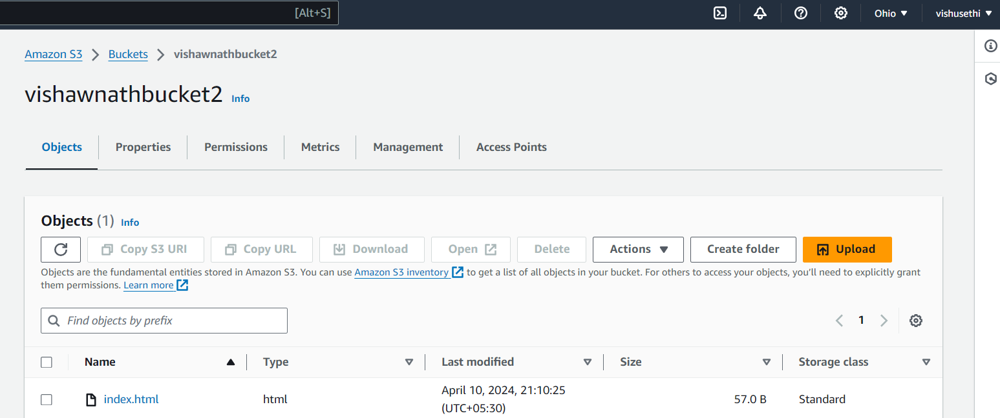 [Alt+S] Ohio vishusethi
Amazon S3 Buckets vishawnathbucket2
vishawnathbucket2 Info
Objects Properties Permissions Metrics Management Access Points
Objects (1) Info
Copy S3 URI Copy URL Download Open Delete Actions Create folder Upload
Objects are the fundamental entities stored in Amazon S3. You can use Amazon S3 inventory to get a list of all objects in your bucket. For others to access your objects, you'll need to explicitly grant
them permissions. Learn more
Find objects by prefix 1
Name Type Last modified Size Storage class
index.html html April 10, 2024, 21:10:25 57.0 B Standard
(UTC+05:30)